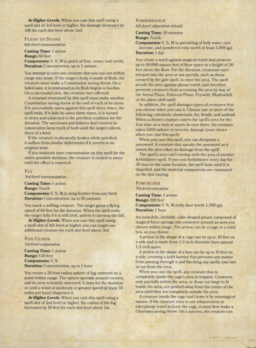 At Higher Levels. When you cast this spell using a
spell slot of 3rd level or higher, the damage increases by
1d6 for each slot level above 2nd.
Flesh to Stone
6th-level transmutation
Casting Time: 1 action
Range: 60 feet
Components: V, S, M (a pinch of lime, water, and earth)
Duration: Concentration, up to 1 minute
You attempt to turn one creature that you can see within
range into stone. If the target's body is made of flesh, the
creature must make a Constitution saving throw. On a
failed save, it is restrained as its flesh begins to harden.
On a successful save, the creature isn't affected.
A creature restrained by this spell must make another
Constitution saving throw at the end of each of its turns.
If it successfully saves against this spell three times, the
spell ends. If it fails its saves three times, it is turned
to stone and subjected to the petrified condition for the
duration. The successes and failures don't need to be
consecutive; keep track of both until the target collects
three of a kind.
If the creature is physically broken while petrified,
it suffers from similar deformities if it reverts to its
original state.
If you maintain your concentration on this spell for the
entire possible duration, the creature is turned to stone
until the effect is removed.
Fly
3rd-level transmutation
Casting Time: 1 action
Range: Touch
Components: V, S, M (a wing feather from any bird)
Duration: Concentration, up to 10 minutes
You touch a willing creature. The target gains a flying
speed of 60 feet for the duration. When the spell ends,
the target falls if it is still aloft, unless it can stop the fall.
At Higher Levels. When you cast this spell using
a spell slot of 4th level or higher, you can target one
additional creature for each slot level above 3rd.
Fog Cloud
1st-level conjuration
Casting Time: 1 action
Range: 120 feet
Components: V, S
Duration: Concentration, up to 1 hour
You create a 20-foot-radius sphere of fog centered on a
point within range. The sphere spreads around corners,
and its area is heavily obscured. It lasts for the duration
or until a wind of moderate or greater speed (at least 10
miles per hour) disperses it.
At Higher Levels. When you cast this spell using a
spell slot of 2nd level or higher, the radius of the fog
increases by 20 feet for each slot level above 1st.
Forbiddance
6th-level abjuration (ritual)
Casting Time: 10 minutes
Range: Touch
Components: V, S, M (a sprinkling of holy water, rare
incense, and powdered ruby worth at least 1,000 gp)
Duration: 1 day
You create a ward against magical travel that protects
up to 40,000 square feet of floor space to a height of 30
feet above the floor. For the duration, creatures can't
teleport into the area or use portals, such as those
created by the gate spell, to enter the area. The spell
proofs the area against planar travel, and therefore
prevents creatures from accessing the area by way of
the Astral Plane, Ethereal Plane, Feywild, Shadowfell,
or the plane shift spell.
In addition, the spell damages types of creatures that
you choose when you cast it. Choose one or more of the
following: celestials, elementals, fey, fiends, and undead.
When a chosen creature enters the spell's area for the
first time on a turn or starts its turn there, the creature
takes 5d10 radiant or necrotic damage (your choice
when you cast this spell).
When you cast this spell, you can designate a
password. A creature that speaks the password as it
enters the area takes no damage from the spell.
The spell's area can't overlap with the area of another
forbiddance spell. If you cast forbiddance every day for
30 days in the same location, the spell lasts until it is
dispelled, and the material components are consumed
on the last casting.
Forcecage
7th-level evocation
Casting Time: 1 action
Range: 100 feet
Components: V, S, M (ruby dust worth 1,500 gp)
Duration: 1 hour
An immobile, invisible, cube-shaped prison composed of
magical force springs into existence around an area you
choose within range. The prison can be a cage or a solid
box, as you choose.
A prison in the shape of a cage can be up to 20 feet on
a side and is made from 1/2-inch diameter bars spaced
1/2 inch apart.
A prison in the shape of a box can be up to 10 feet on
a side, creating a solid barrier that prevents any matter
from passing through it and blocking any spells cast into
or out from the area.
When you cast the spell, any creature that is
completely inside the cage's area is trapped. Creatures
only partially within the area, or those too large to fit
inside the area, are pushed away from the center of the
area until they are completely outside the area.
A creature inside the cage can't leave it by nonmagical
means. If the creature tries to use teleportation or
interplanar travel to leave the cage, it must first make a
Charisma saving throw. On a success, the creature can